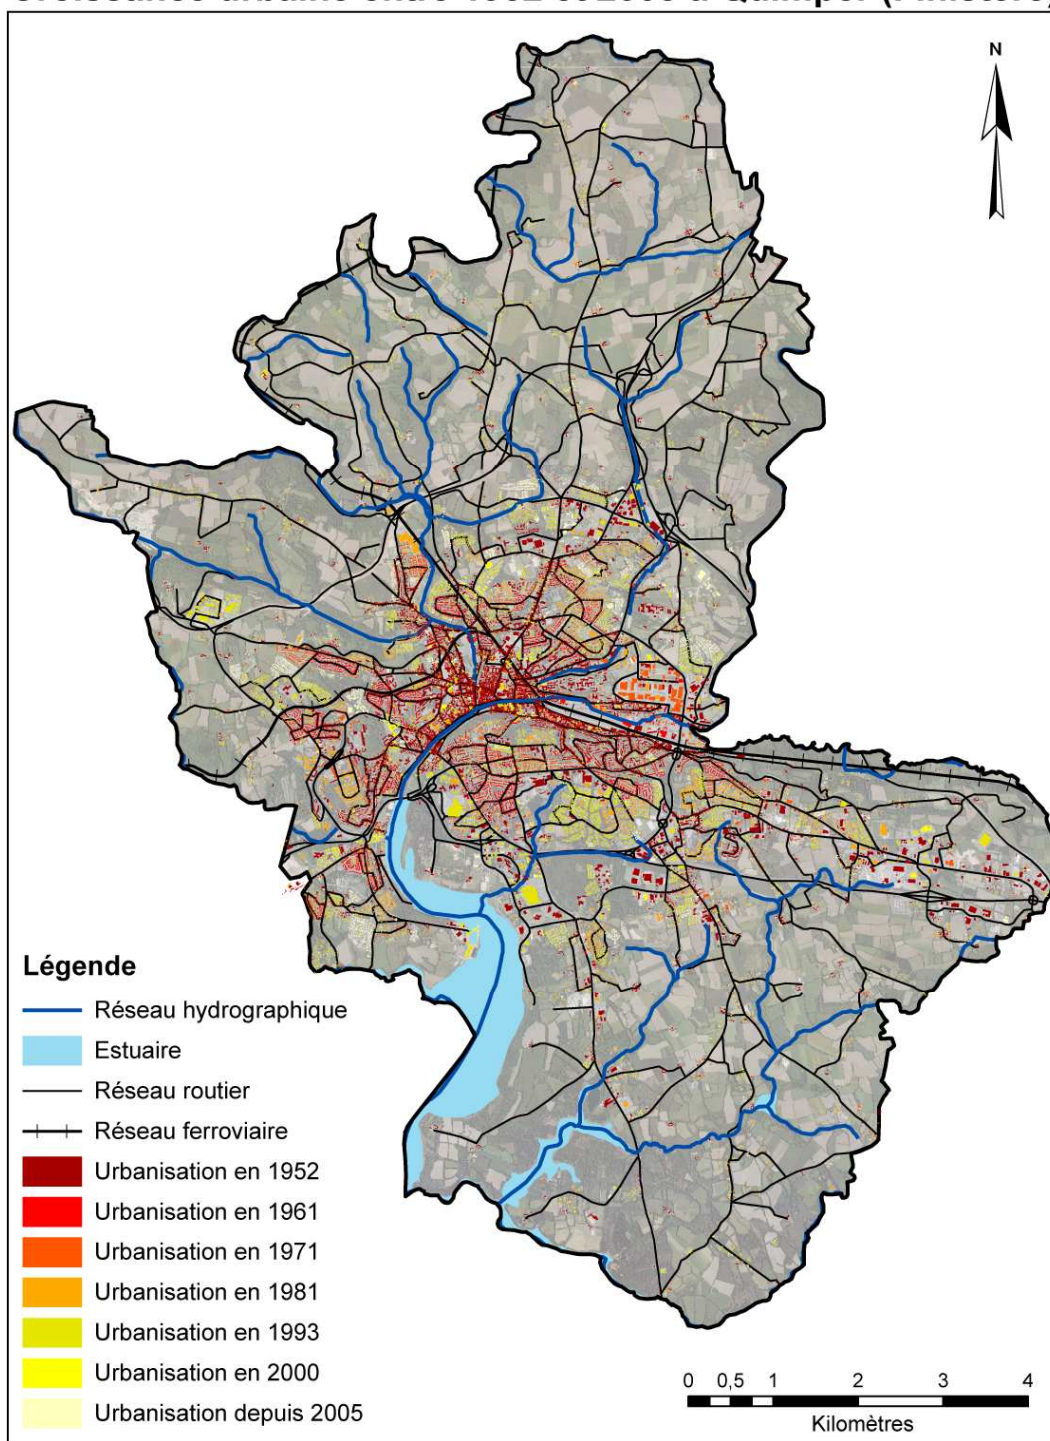 N
Légende
Réseau hydrographique
Estuaire
Réseau routier
Réseau ferroviaire
Urbanisation en 1952
Urbanisation en 1961
Urbanisation en 1971
Urbanisation en 1981
Urbanisation en 1993
Urbanisation en 2000
Urbanisation depuis 2005
0 0,5 1 2 3 4
Kilomètres